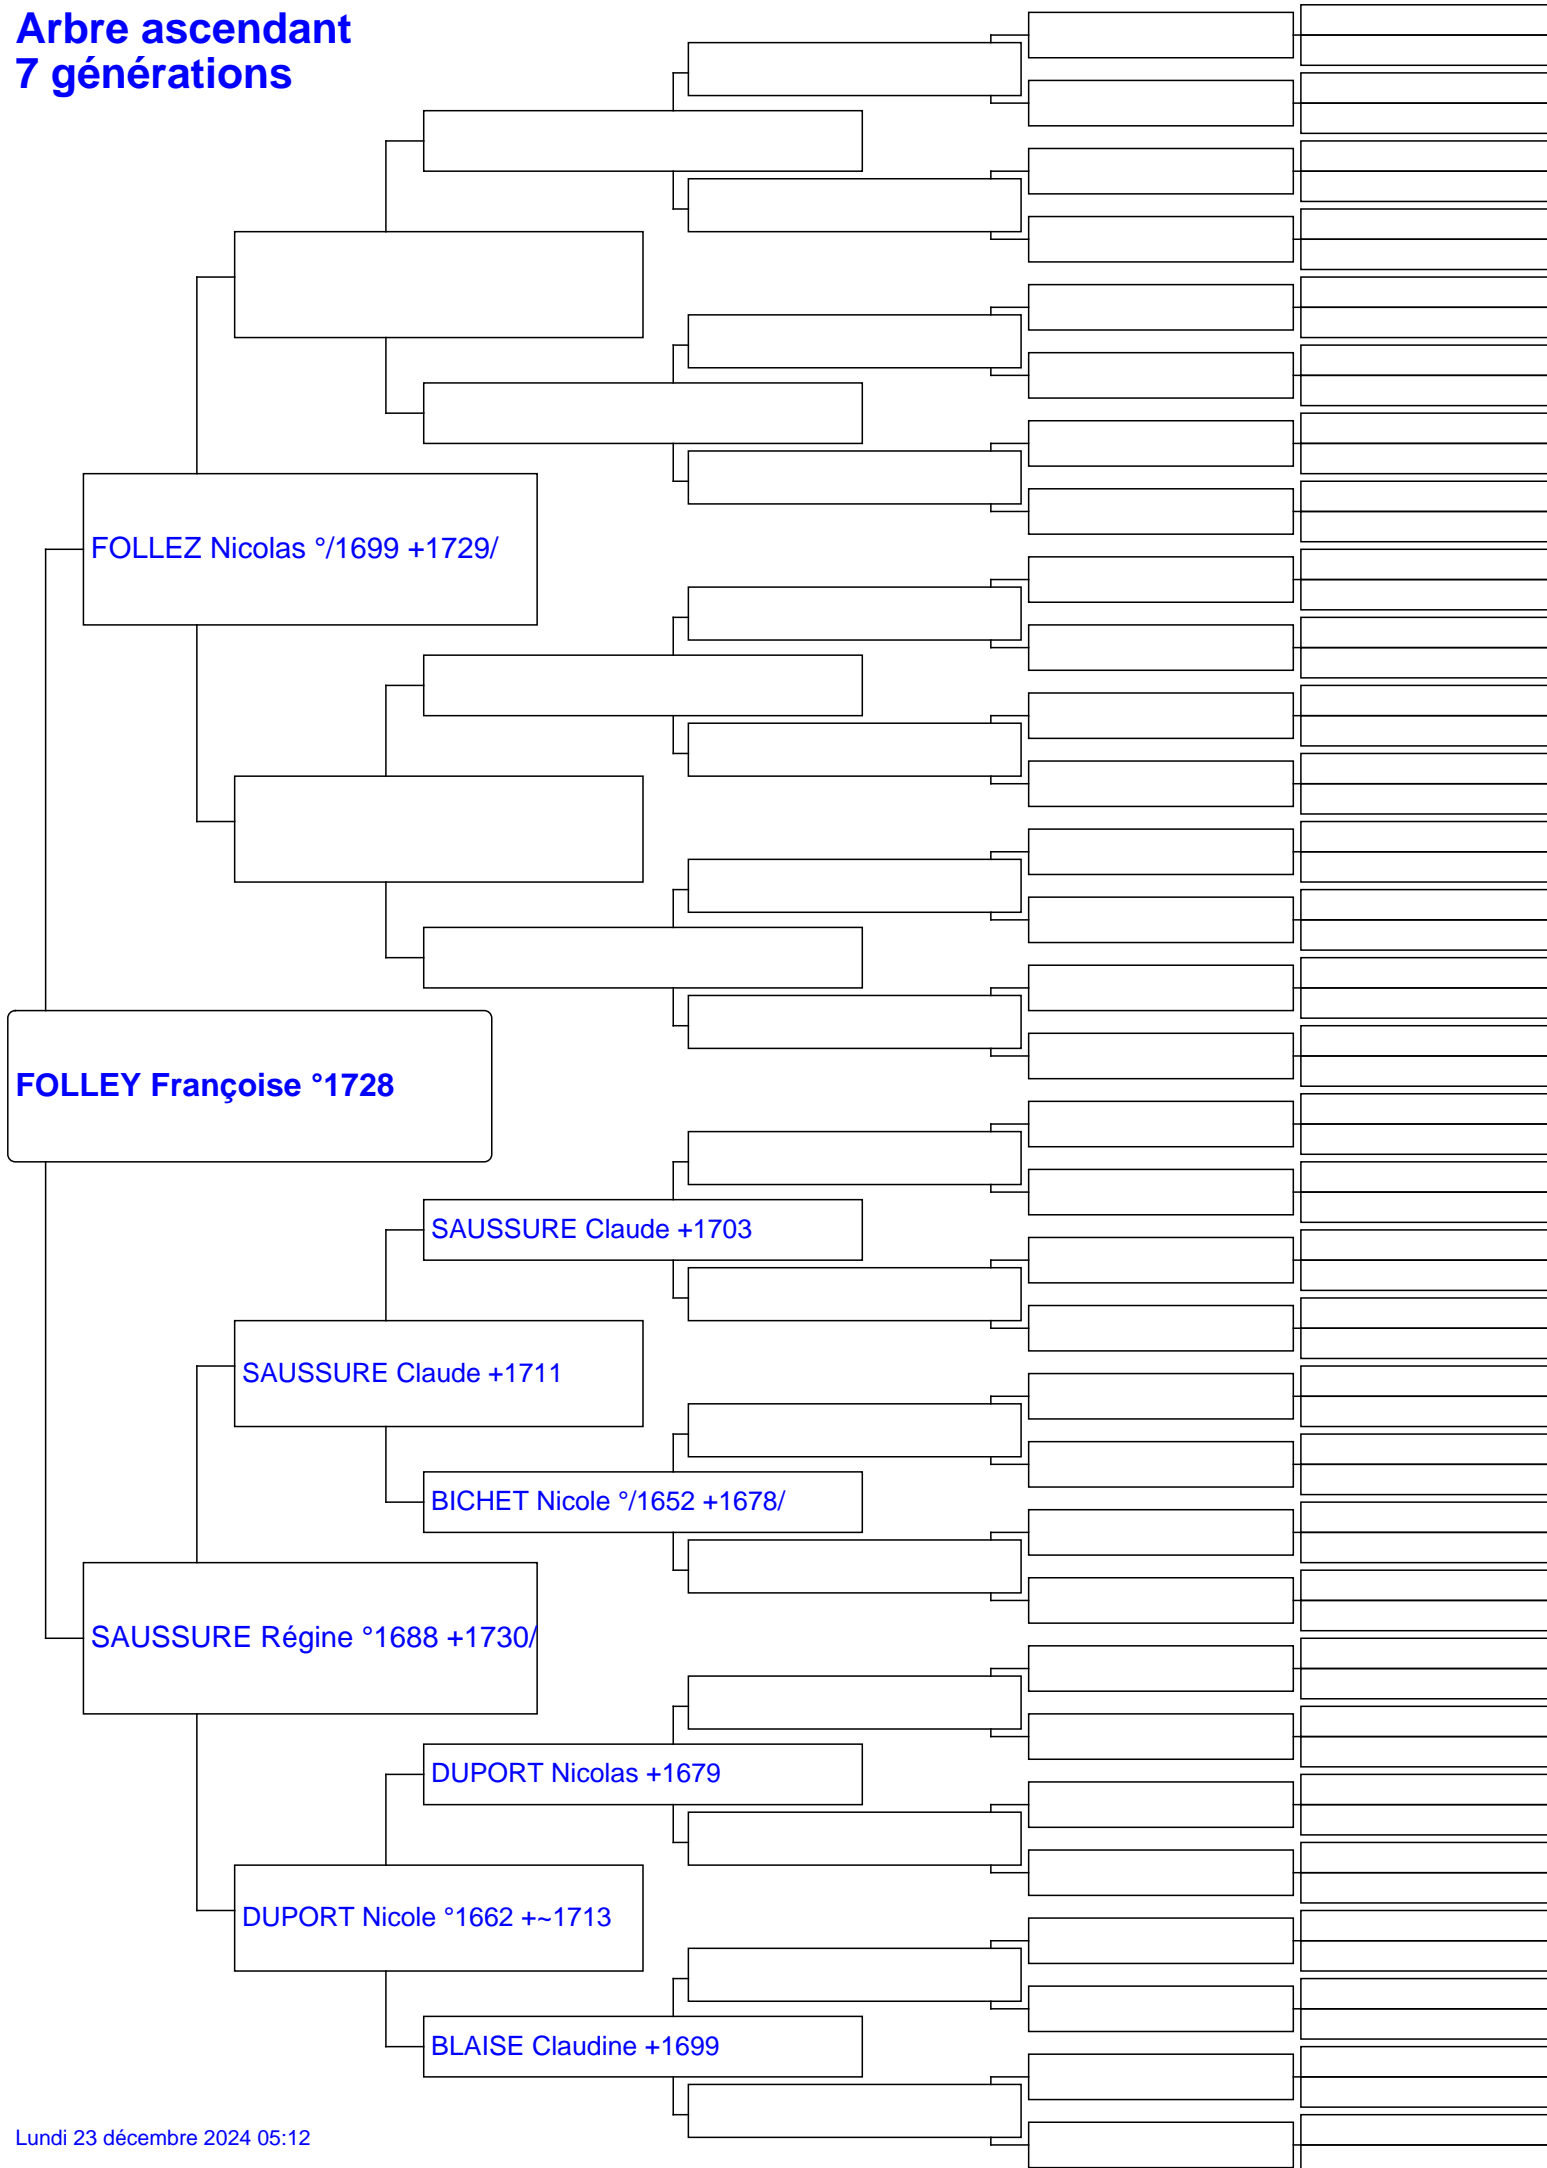 Arbre ascendant
7 générations
FOLLEZ Nicolas °/1699 +1729/
FOLLEY Françoise °1728
SAUSSURE Claude +1703
SAUSSURE Claude +1711
BICHET Nicole °/1652 +1678/
SAUSSURE Régine °1688 +1730/
DUPORT Nicolas +1679
DUPORT Nicole °1662 +~1713
BLAISE Claudine +1699
Lundi 23 décembre 2024 05:12